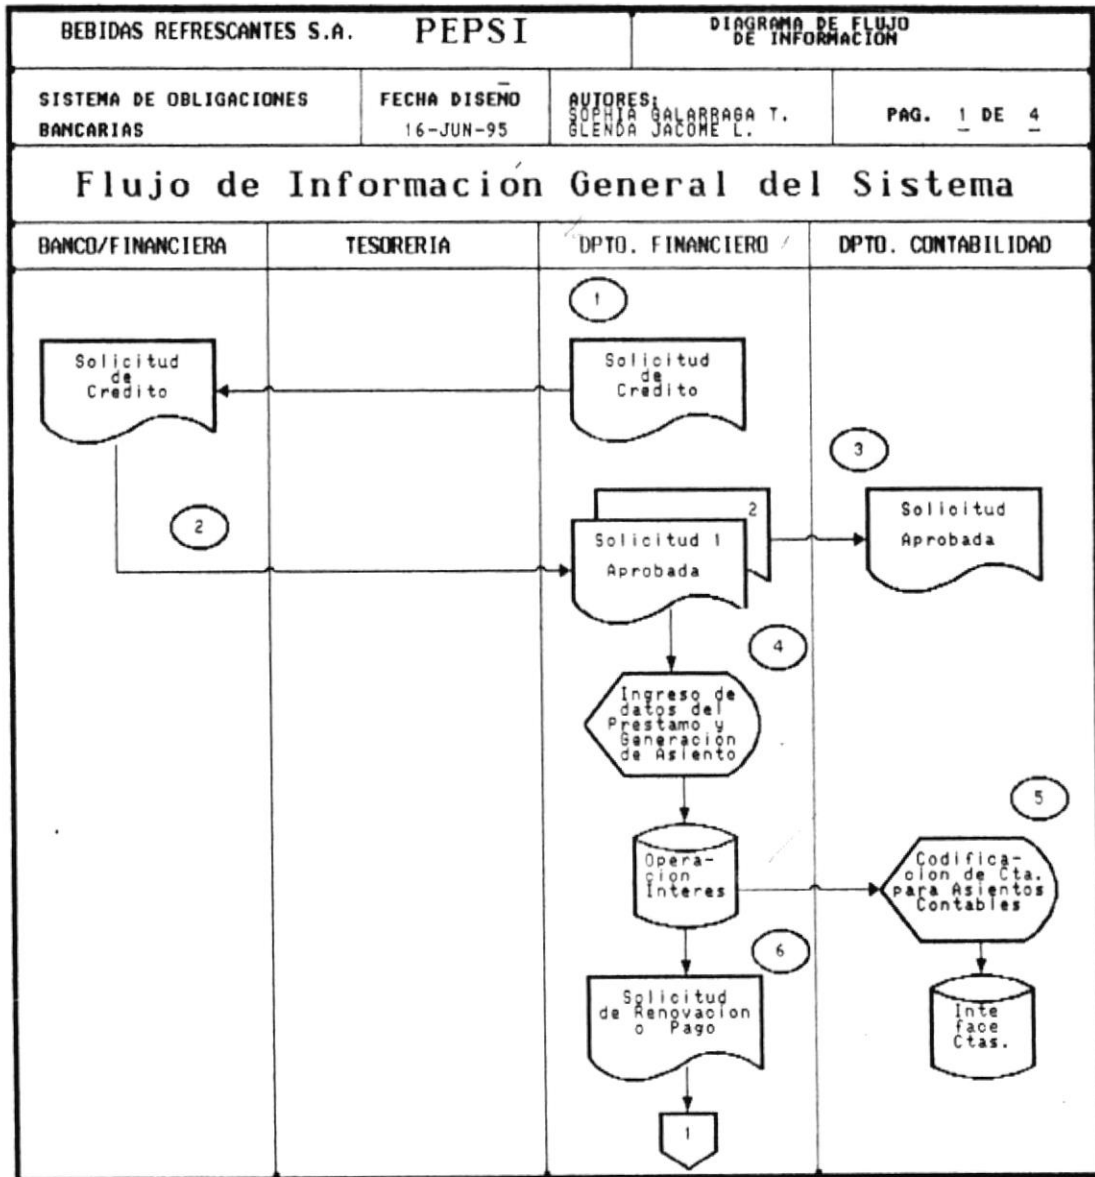 BEBIDAS REFRESCANTES S.A. PEPSI
DIAGRAMA DE FLUJO
DE INFORMACION
SISTEMA DE OBLIGACIONES
BANCARIAS
FECHA DISEÑO
16-JUN-95
AUTORES:
SOPHIA GALARRAGA T.
GLENDA JACOME L.
PAG. 1 DE 4
Flujo de Información General del Sistema
BANCO/FINANCIERA
TESORERIA
DPTO. FINANCIERO
DPTO. CONTABILIDAD
1
Solicitud
de
Credito
Solicitud
de
Credito
3
2
2
Solicitud 1
Aprobada
Solicitud
Aprobada
4
Ingreso de
datos del
Prestamo y
Generación
de Asiento
5
Opera-
cion
Interes
Codifica-
cion de Cta.
para Asientos
Contables
6
Solicitud
de Renovacion
o Pago
Inte
face
Ctas.
1